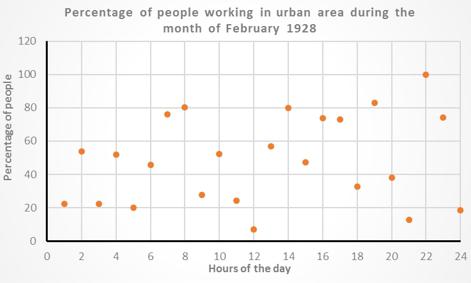 Percentage of people working in urban area during the
month of February 1928
120
100
80
60
40
20
0
Percentage of people
0 2 4 6 8 10 12 14 16 18 20 22 24
Hours of the day